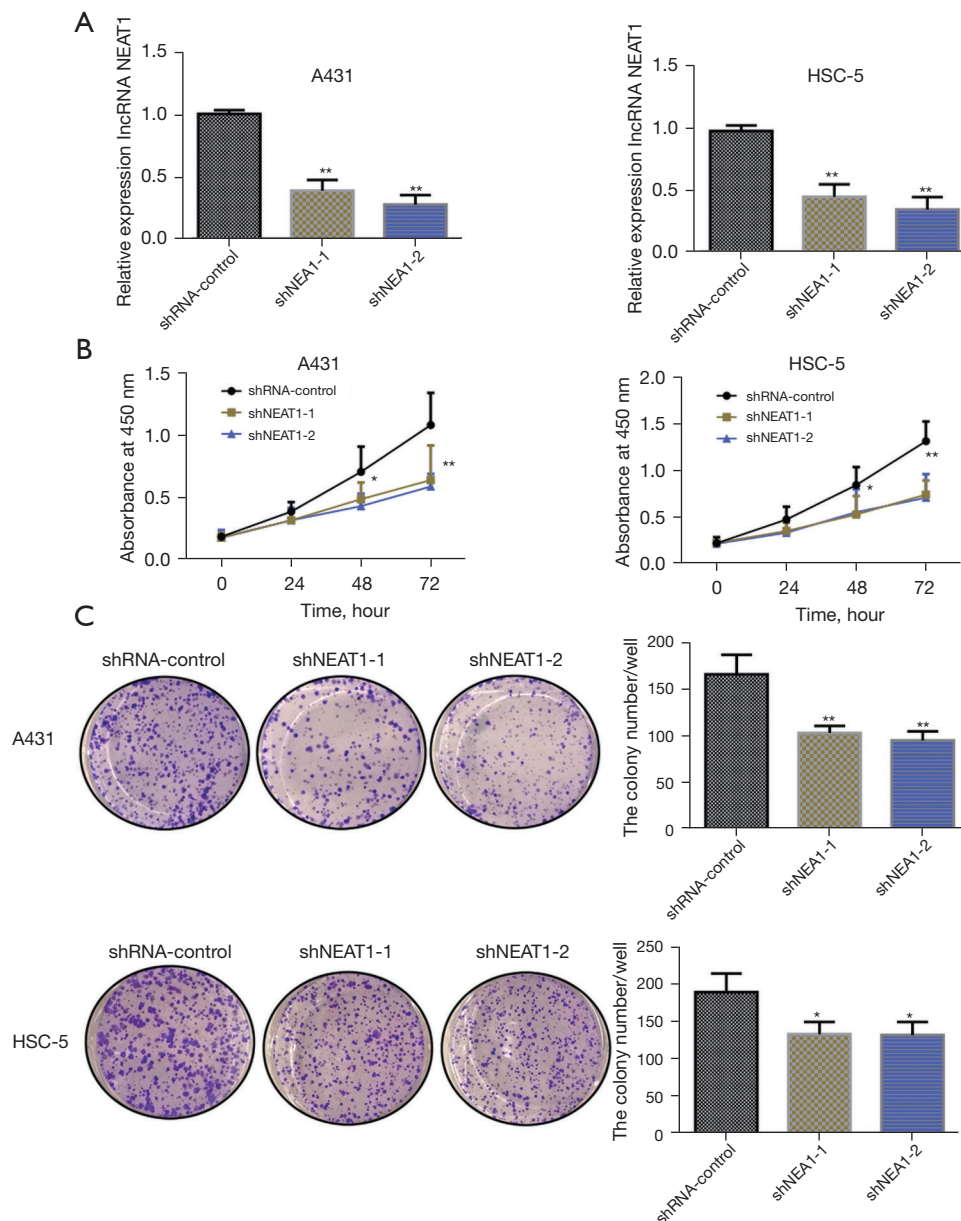 A
Relative expression lncRNA NEAT1
1.5
1.0
0.5
0.0
A431
**
**
shRNA-control
shNEA1-1
shNEA1-2
Relative expression lncRNA NEAT1
1.5
1.0
0.5
0.0
HSC-5
**
**
shRNA-control
shNEA1-1
shNEA1-2
B
A431
Absorbance at 450 nm
1.5
1.0
0.5
0.0
shRNA-control
shNEAT1-1
shNEAT1-2
*
**
0 24 48 72
Time, hour
HSC-5
Absorbance at 450 nm
2.0
1.5
1.0
0.5
0.0
shRNA-control
shNEAT1-1
shNEAT1-2
*
**
0 24 48 72
Time, hour
C
shRNA-control shNEAT1-1 shNEAT1-2
A431
The colony number/well
200
150
100
50
0
**
**
shRNA-control
shNEA1-1
shNEA1-2
shRNA-control shNEAT1-1 shNEAT1-2
HSC-5
The colony number/well
250
200
150
100
50
0
*
*
shRNA-control
shNEA1-1
shNEA1-2